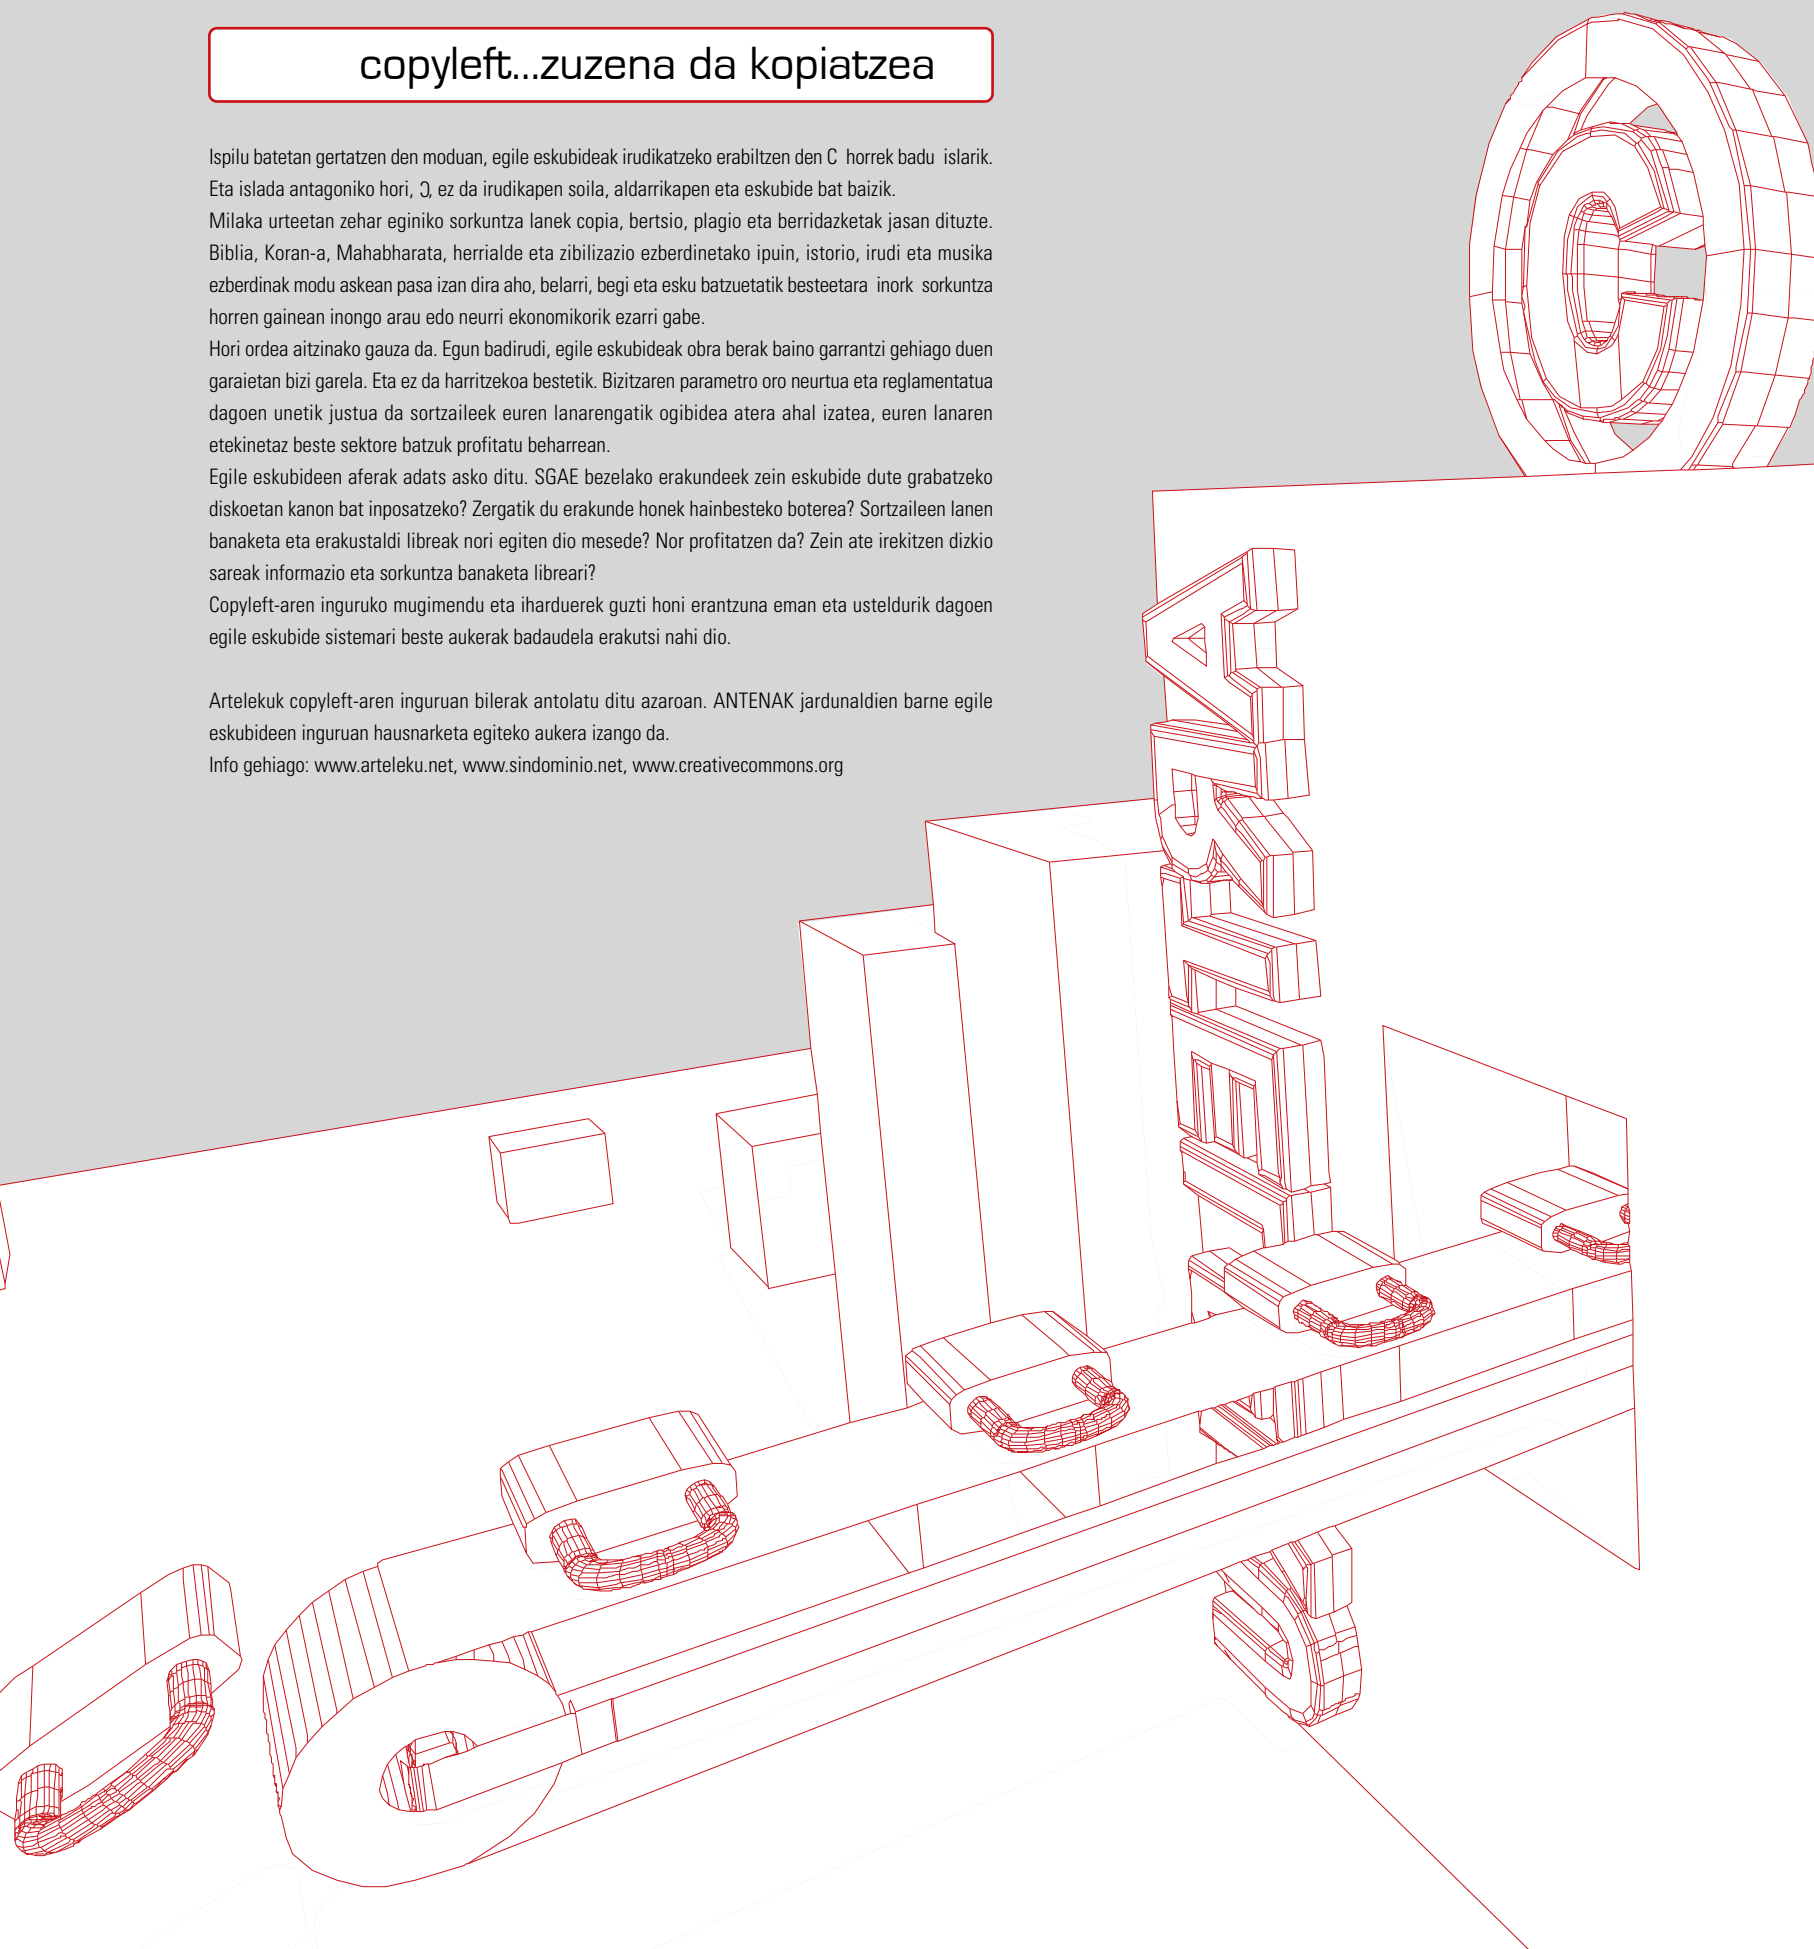 copyleft...zuzena da kopiatzea
Ispilu batetan gertatzen den moduan, egile eskubideak irudikatzeko erabiltzen den C horrek badu islarik.
Eta islada antagoniko hori, Ɔ, ez da irudikapen soila, aldarrikapen eta eskubide bat baizik.
Milaka urteetan zehar eginiko sorkuntza lanek copia, bertsio, plagio eta berridazketak jasan dituzte.
Biblia, Koran-a, Mahabharata, herrialde eta zibilizazio ezberdinetako ipuin, istorio, irudi eta musika
ezberdinak modu askean pasa izan dira aho, belarri, begi eta esku batzuetatik besteetara inork sorkuntza
horren gainean inongo arau edo neurri ekonomikorik ezarri gabe.
Hori ordea aitzinako gauza da. Egun badirudi, egile eskubideak obra berak baino garrantzi gehiago duen
garaietan bizi garela. Eta ez da harritzekoa bestetik. Bizitzaren parametro oro neurtua eta reglamentatua
dagoen unetik justua da sortzaileek euren lanarengatik ogibidea atera ahal izatea, euren lanaren
etekinetaz beste sektore batzuk profitatu beharrean.
Egile eskubideen aferak adats asko ditu. SGAE bezelako erakundeek zein eskubide dute grabatzeko
diskoetan kanon bat inposatzeko? Zergatik du erakunde honek hainbesteko boterea? Sortzaileen lanen
banaketa eta erakustaldi libreak nori egiten dio mesede? Nor profitatzen da? Zein ate irekitzen dizkio
sareak informazio eta sorkuntza banaketa libreari?
Copyleft-aren inguruko mugimendu eta iharduerek guzti honi erantzuna eman eta usteldurik dagoen
egile eskubide sistemari beste aukerak badaudela erakutsi nahi dio.
Artelekuk copyleft-aren inguruan bilerak antolatu ditu azaroan. ANTENAK jardunaldien barne egile
eskubideen inguruan hausnarketa egiteko aukera izango da.
Info gehiago: www.arteleku.net, www.sindominio.net, www.creativecommons.org
©